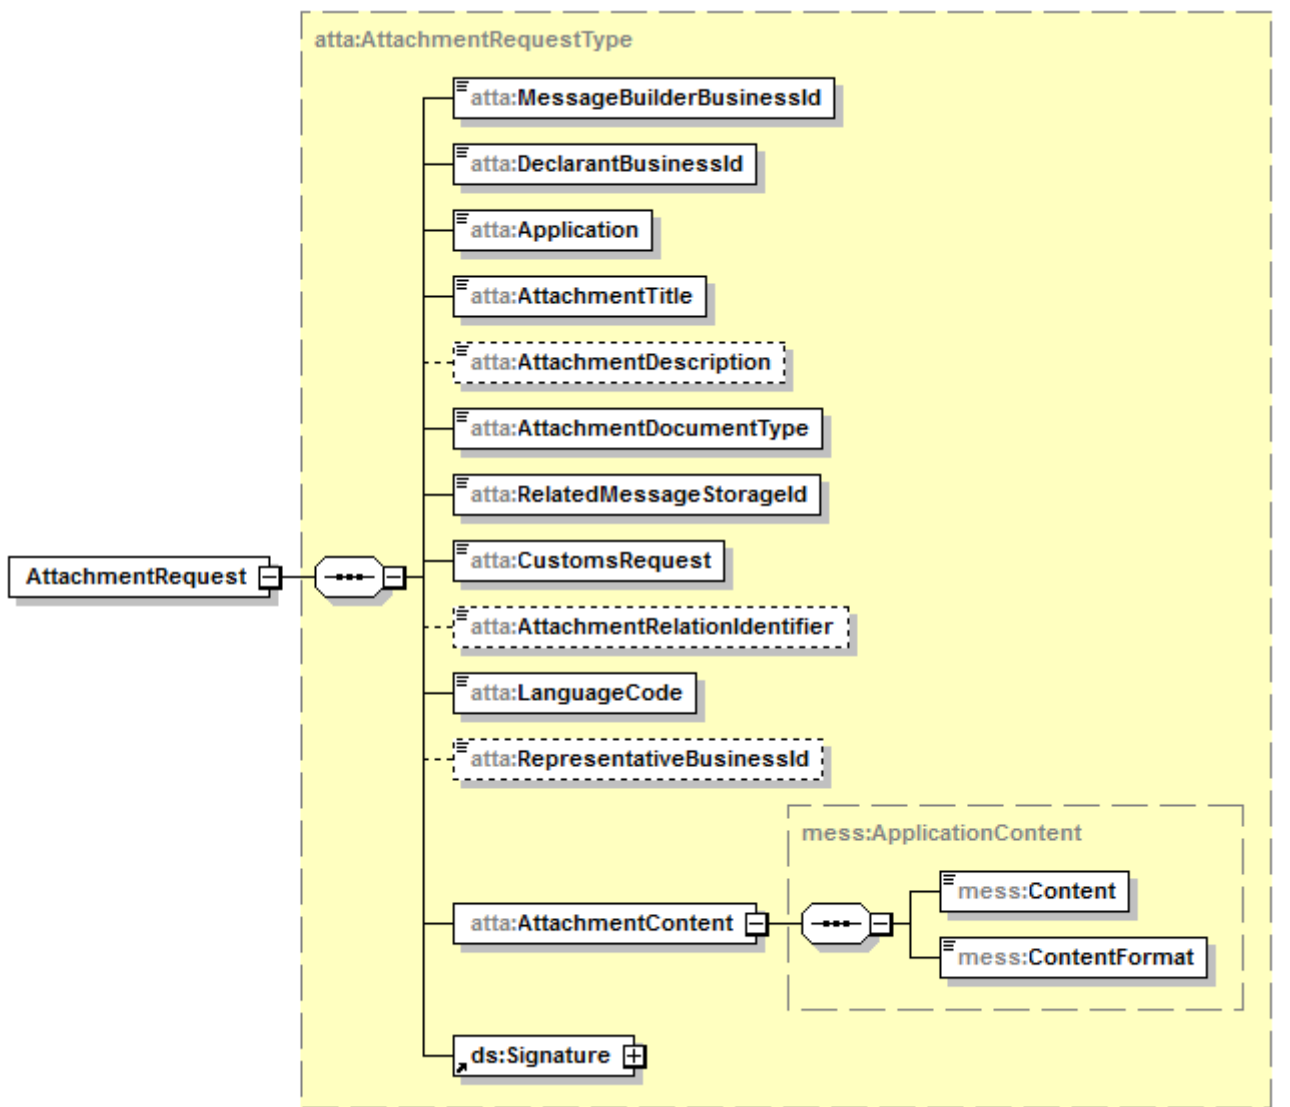 atta:AttachmentRequestType
atta:MessageBuilderBusinessId
atta:DeclarantBusinessId
atta:Application
atta:AttachmentTitle
atta:AttachmentDescription
atta:AttachmentDocumentType
atta:RelatedMessageStorageId
atta:CustomsRequest
AttachmentRequest
atta:AttachmentRelationIdentifier
atta:LanguageCode
atta:RepresentativeBusinessId
mess:ApplicationContent
mess:Content
atta:AttachmentContent
mess:ContentFormat
ds:Signature